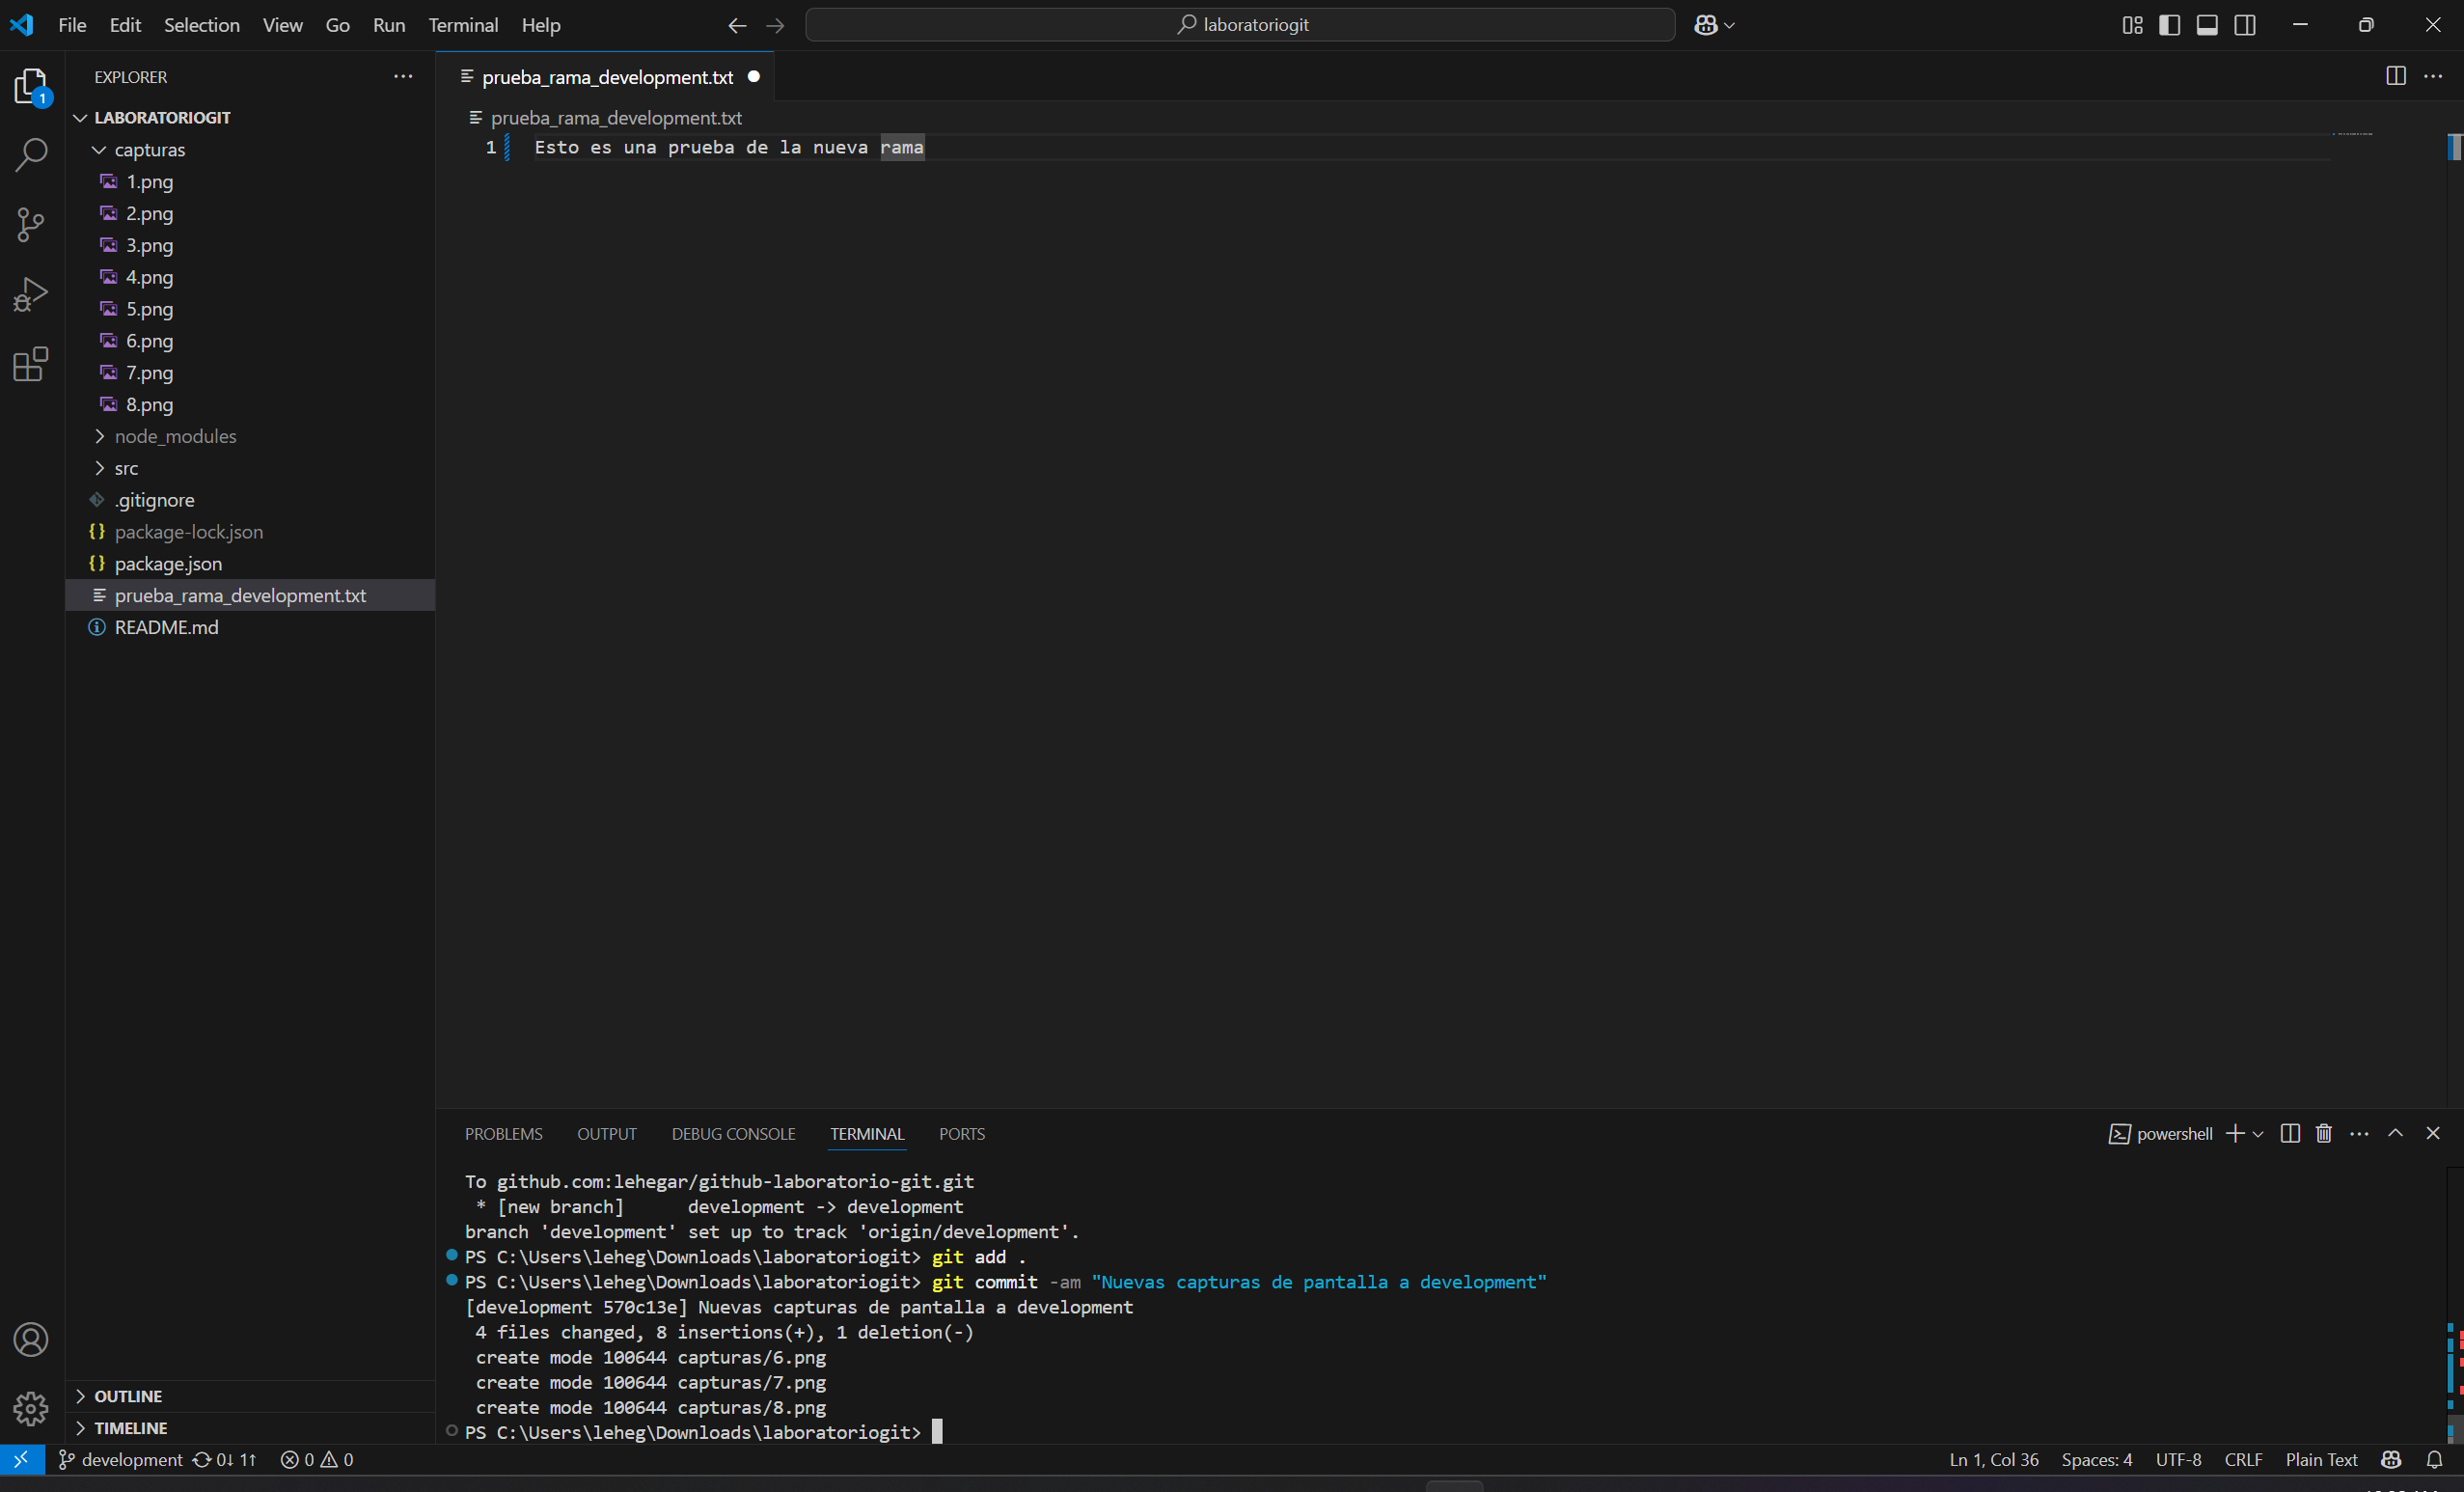 File Edit Selection View Go Run Terminal Help
laboratoriogit
EXPLORER
1
LABORATORIOGIT
capturas
1.png
2.png
3.png
4.png
5.png
6.png
7.png
8.png
node_modules
src
.gitignore
{} package-lock.json
{} package.json
prueba_rama_development.txt
README.md
OUTLINE
TIMELINE
prueba_rama_development.txt
prueba_rama_development.txt
1 Esto es una prueba de la nueva rama
PROBLEMS OUTPUT DEBUG CONSOLE TERMINAL PORTS
powershell
To github.com:lehegar/github-laboratorio-git.git
 * [new branch]      development -> development
branch 'development' set up to track 'origin/development'.
PS C:\Users\leheg\Downloads\laboratoriogit> git add .
PS C:\Users\leheg\Downloads\laboratoriogit> git commit -am "Nuevas capturas de pantalla a development"
[development 570c13e] Nuevas capturas de pantalla a development
 4 files changed, 8 insertions(+), 1 deletion(-)
 create mode 100644 capturas/6.png
 create mode 100644 capturas/7.png
 create mode 100644 capturas/8.png
PS C:\Users\leheg\Downloads\laboratoriogit>
development 0↓ 1↑ 0 0 Ln 1, Col 36 Spaces: 4 UTF-8 CRLF Plain Text